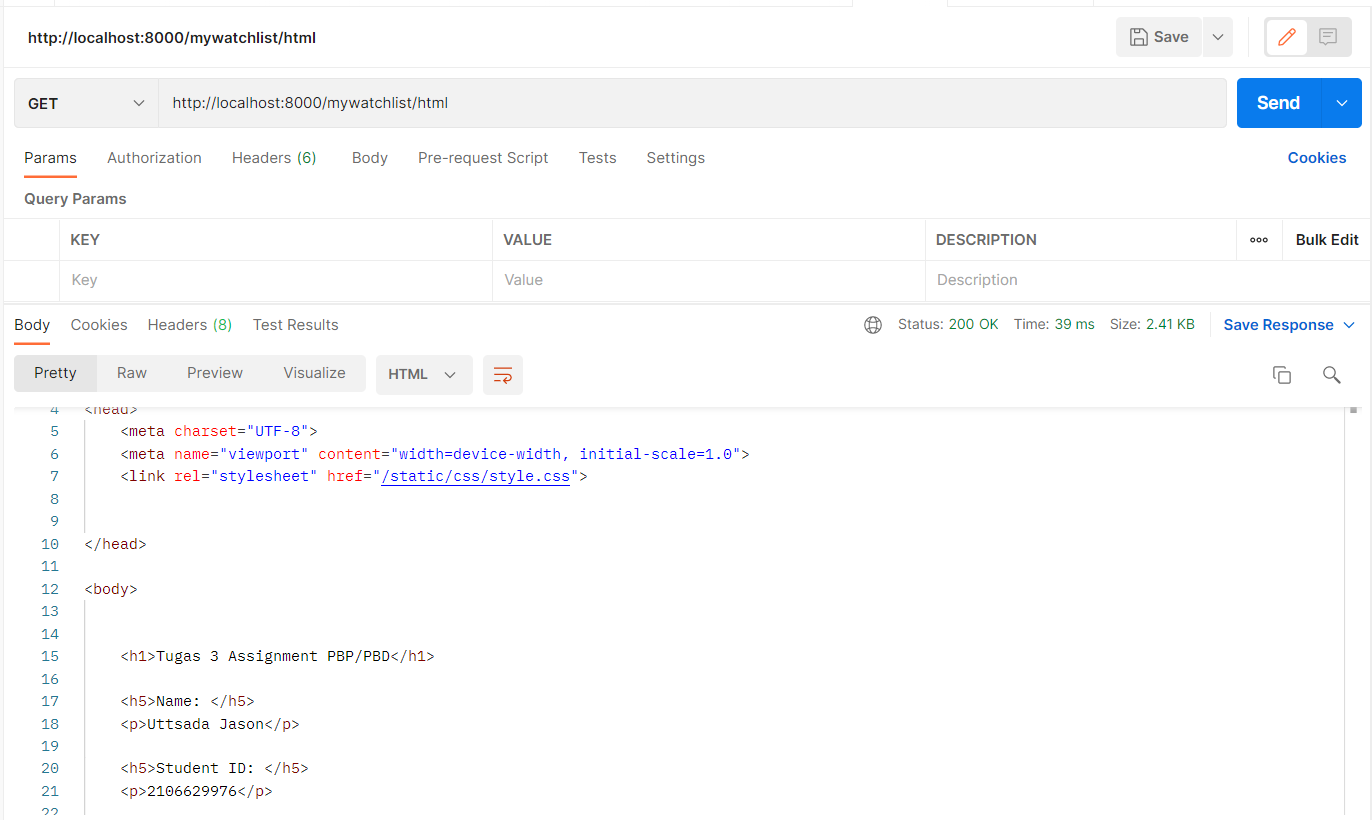 http://localhost:8000/mywatchlist/html
Save
GET http://localhost:8000/mywatchlist/html Send
Params Authorization Headers (6) Body Pre-request Script Tests Settings Cookies
Query Params
KEY VALUE DESCRIPTION ooo Bulk Edit
Key Value Description
Body Cookies Headers (8) Test Results Status: 200 OK Time: 39 ms Size: 2.41 KB Save Response
Pretty Raw Preview Visualize HTML
4 <head>
5 <meta charset="UTF-8">
6 <meta name="viewport" content="width=device-width, initial-scale=1.0">
7 <link rel="stylesheet" href="/static/css/style.css">
8
9
10 </head>
11
12 <body>
13
14
15 <h1>Tugas 3 Assignment PBP/PBD</h1>
16
17 <h5>Name: </h5>
18 <p>Uttsada Jason</p>
19
20 <h5>Student ID: </h5>
21 <p>2106629976</p>
22